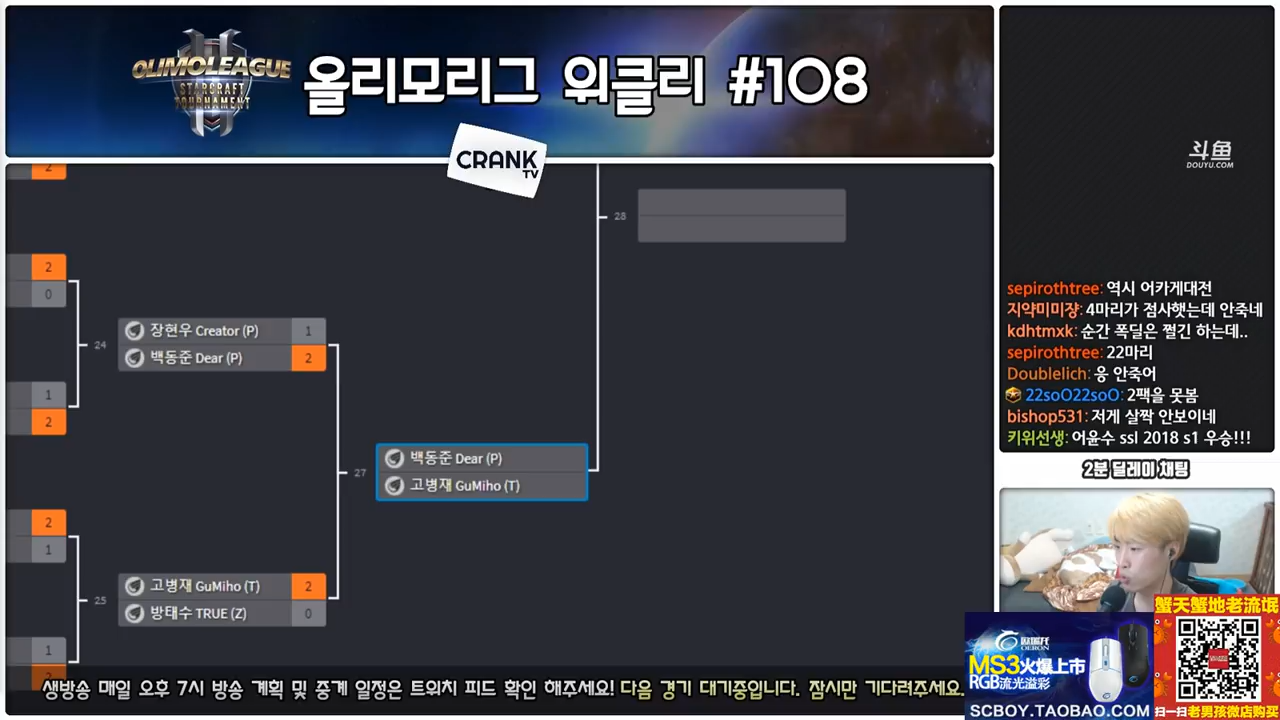 OLIMOLEAGUE
STARCRAFT
TOURNAMENT
올리모리그 위클리 #108
CRANK
TV
斗鱼
DOUYU.COM
2
28
2
0
24
장현우 Creator (P) 1
백동준 Dear (P) 2
1
2
27
백동준 Dear (P)
고병재 GuMiho (T)
2
1
25
고병재 GuMiho (T) 2
방태수 TRUE (Z) 0
1
2
sepirothtree: 역시 어카게대전
지약미미쟝: 4마리가 점사햇는데 안죽네
kdhtmxk: 순간 폭딜은 쩔긴 하는데..
sepirothtree: 22마리
Doublelich: 응 안죽어
22soO22soO: 2팩을 못봄
bishop531: 저게 살짝 안보이네
키위선생: 어윤수 ssl 2018 s1 우승!!!
2분 딜레이 채팅
蟹天蟹地老流氓
OERON
MS3火爆上市
RGB流光溢彩
SCBOY.TAOBAO.COM
扫一扫老男孩微店购买
생방송 매일 오후 7시 방송 계획 및 중계 일정은 트위치 피드 확인 해주세요! 다음 경기 대기중입니다. 잠시만 기다려주세요.